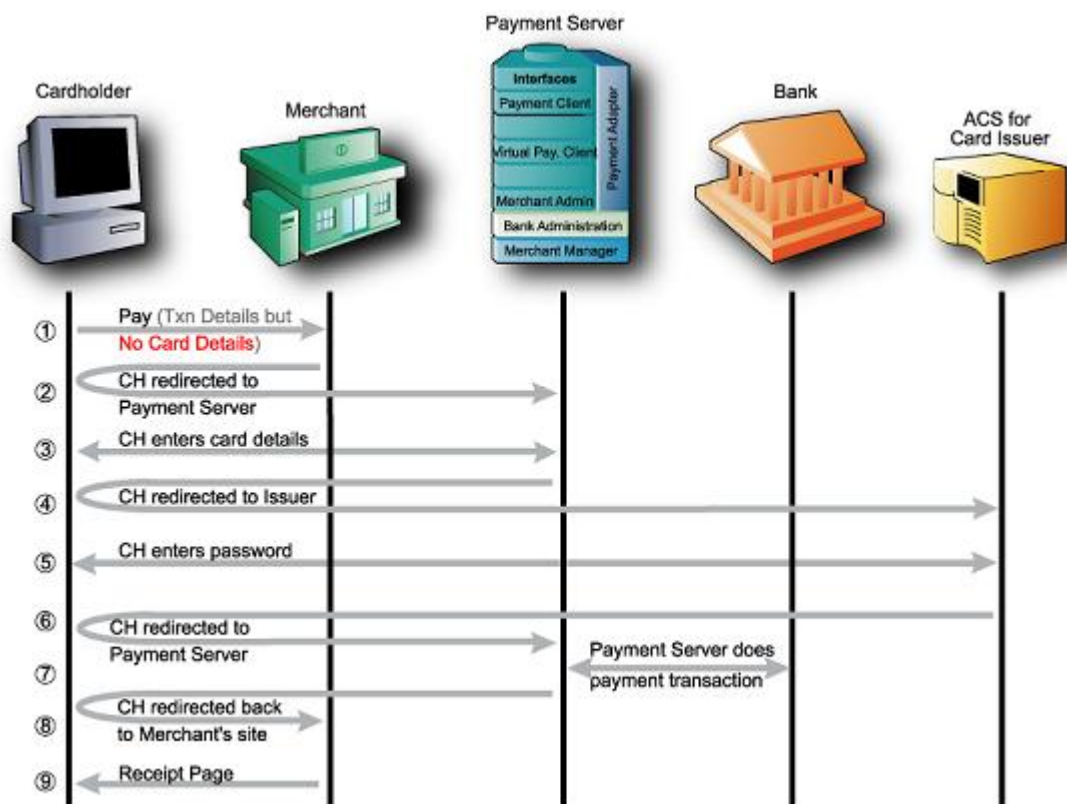 Payment Server
Cardholder
Merchant
Bank
ACS for
Card Issuer
Interfaces
Payment Client
Virtual Pay. Client
Merchant Admin
Payment Adaptor
Bank Administration
Merchant Manager
① Pay (Txn Details but
No Card Details)
② CH redirected to
Payment Server
③ CH enters card details
④ CH redirected to Issuer
⑤ CH enters password
⑥ CH redirected to
Payment Server
⑦ Payment Server does
payment transaction
⑧ CH redirected back
to Merchant's site
⑨ Receipt Page